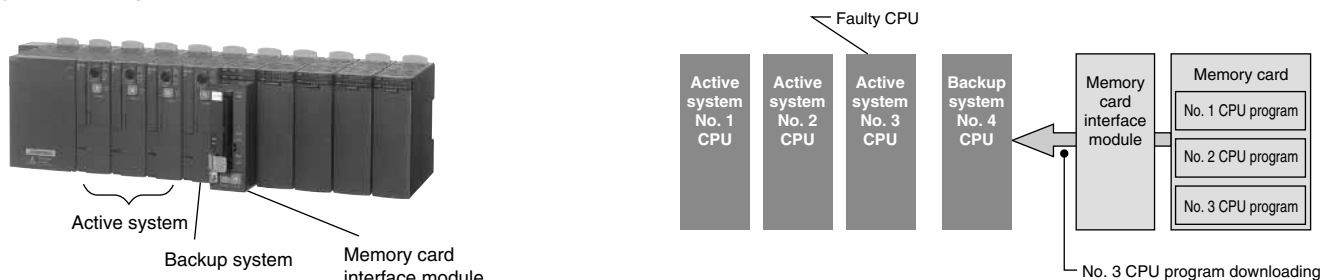 Active system
Backup system
Memory card
interface module
Faulty CPU
Active
system
No. 1
CPU
Active
system
No. 2
CPU
Active
system
No. 3
CPU
Backup
system
No. 4
CPU
Memory
card
interface
module
Memory card
No. 1 CPU program
No. 2 CPU program
No. 3 CPU program
No. 3 CPU program downloading